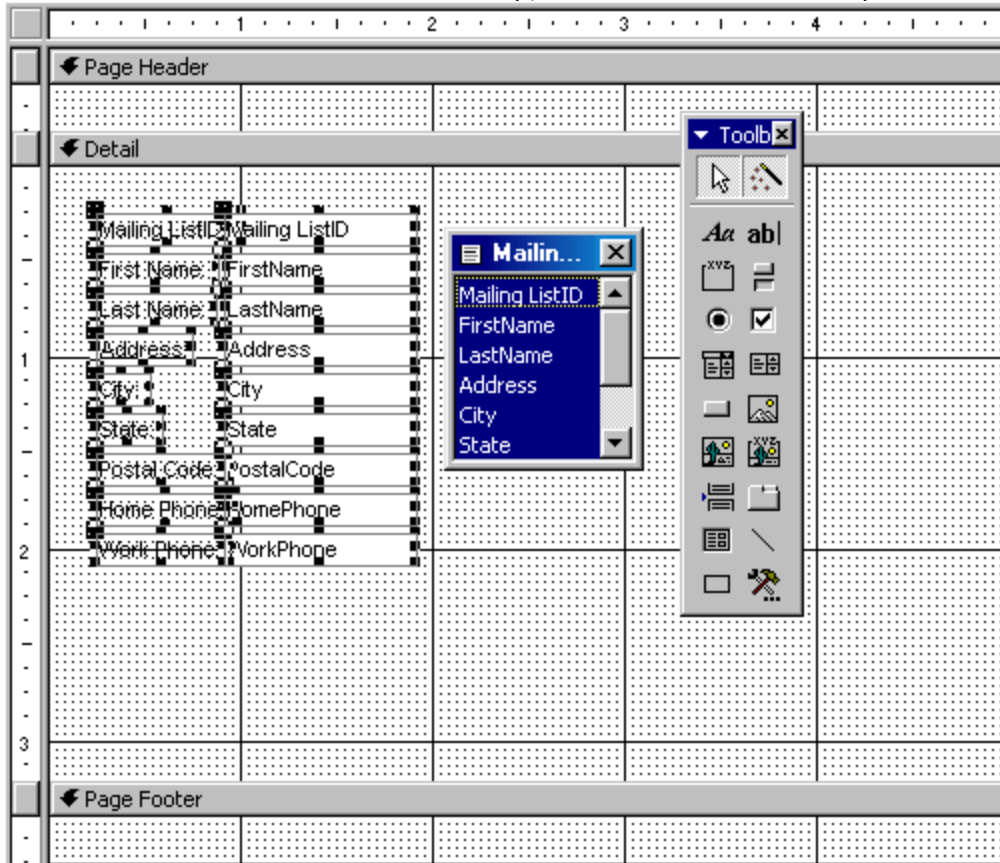 1 2 3 4
Page Header
Detail
Toolb
Mailing ListID Mailing ListID
First Name: FirstName
Last Name: LastName
Address: Address
City: City
State: State
Postal Code: PostalCode
Home Phone HomePhone
Work Phone: WorkPhone
Mailin...
Mailing ListID
FirstName
LastName
Address
City
State
Aa ab|
XYZ
XYZ
1
2
3
Page Footer